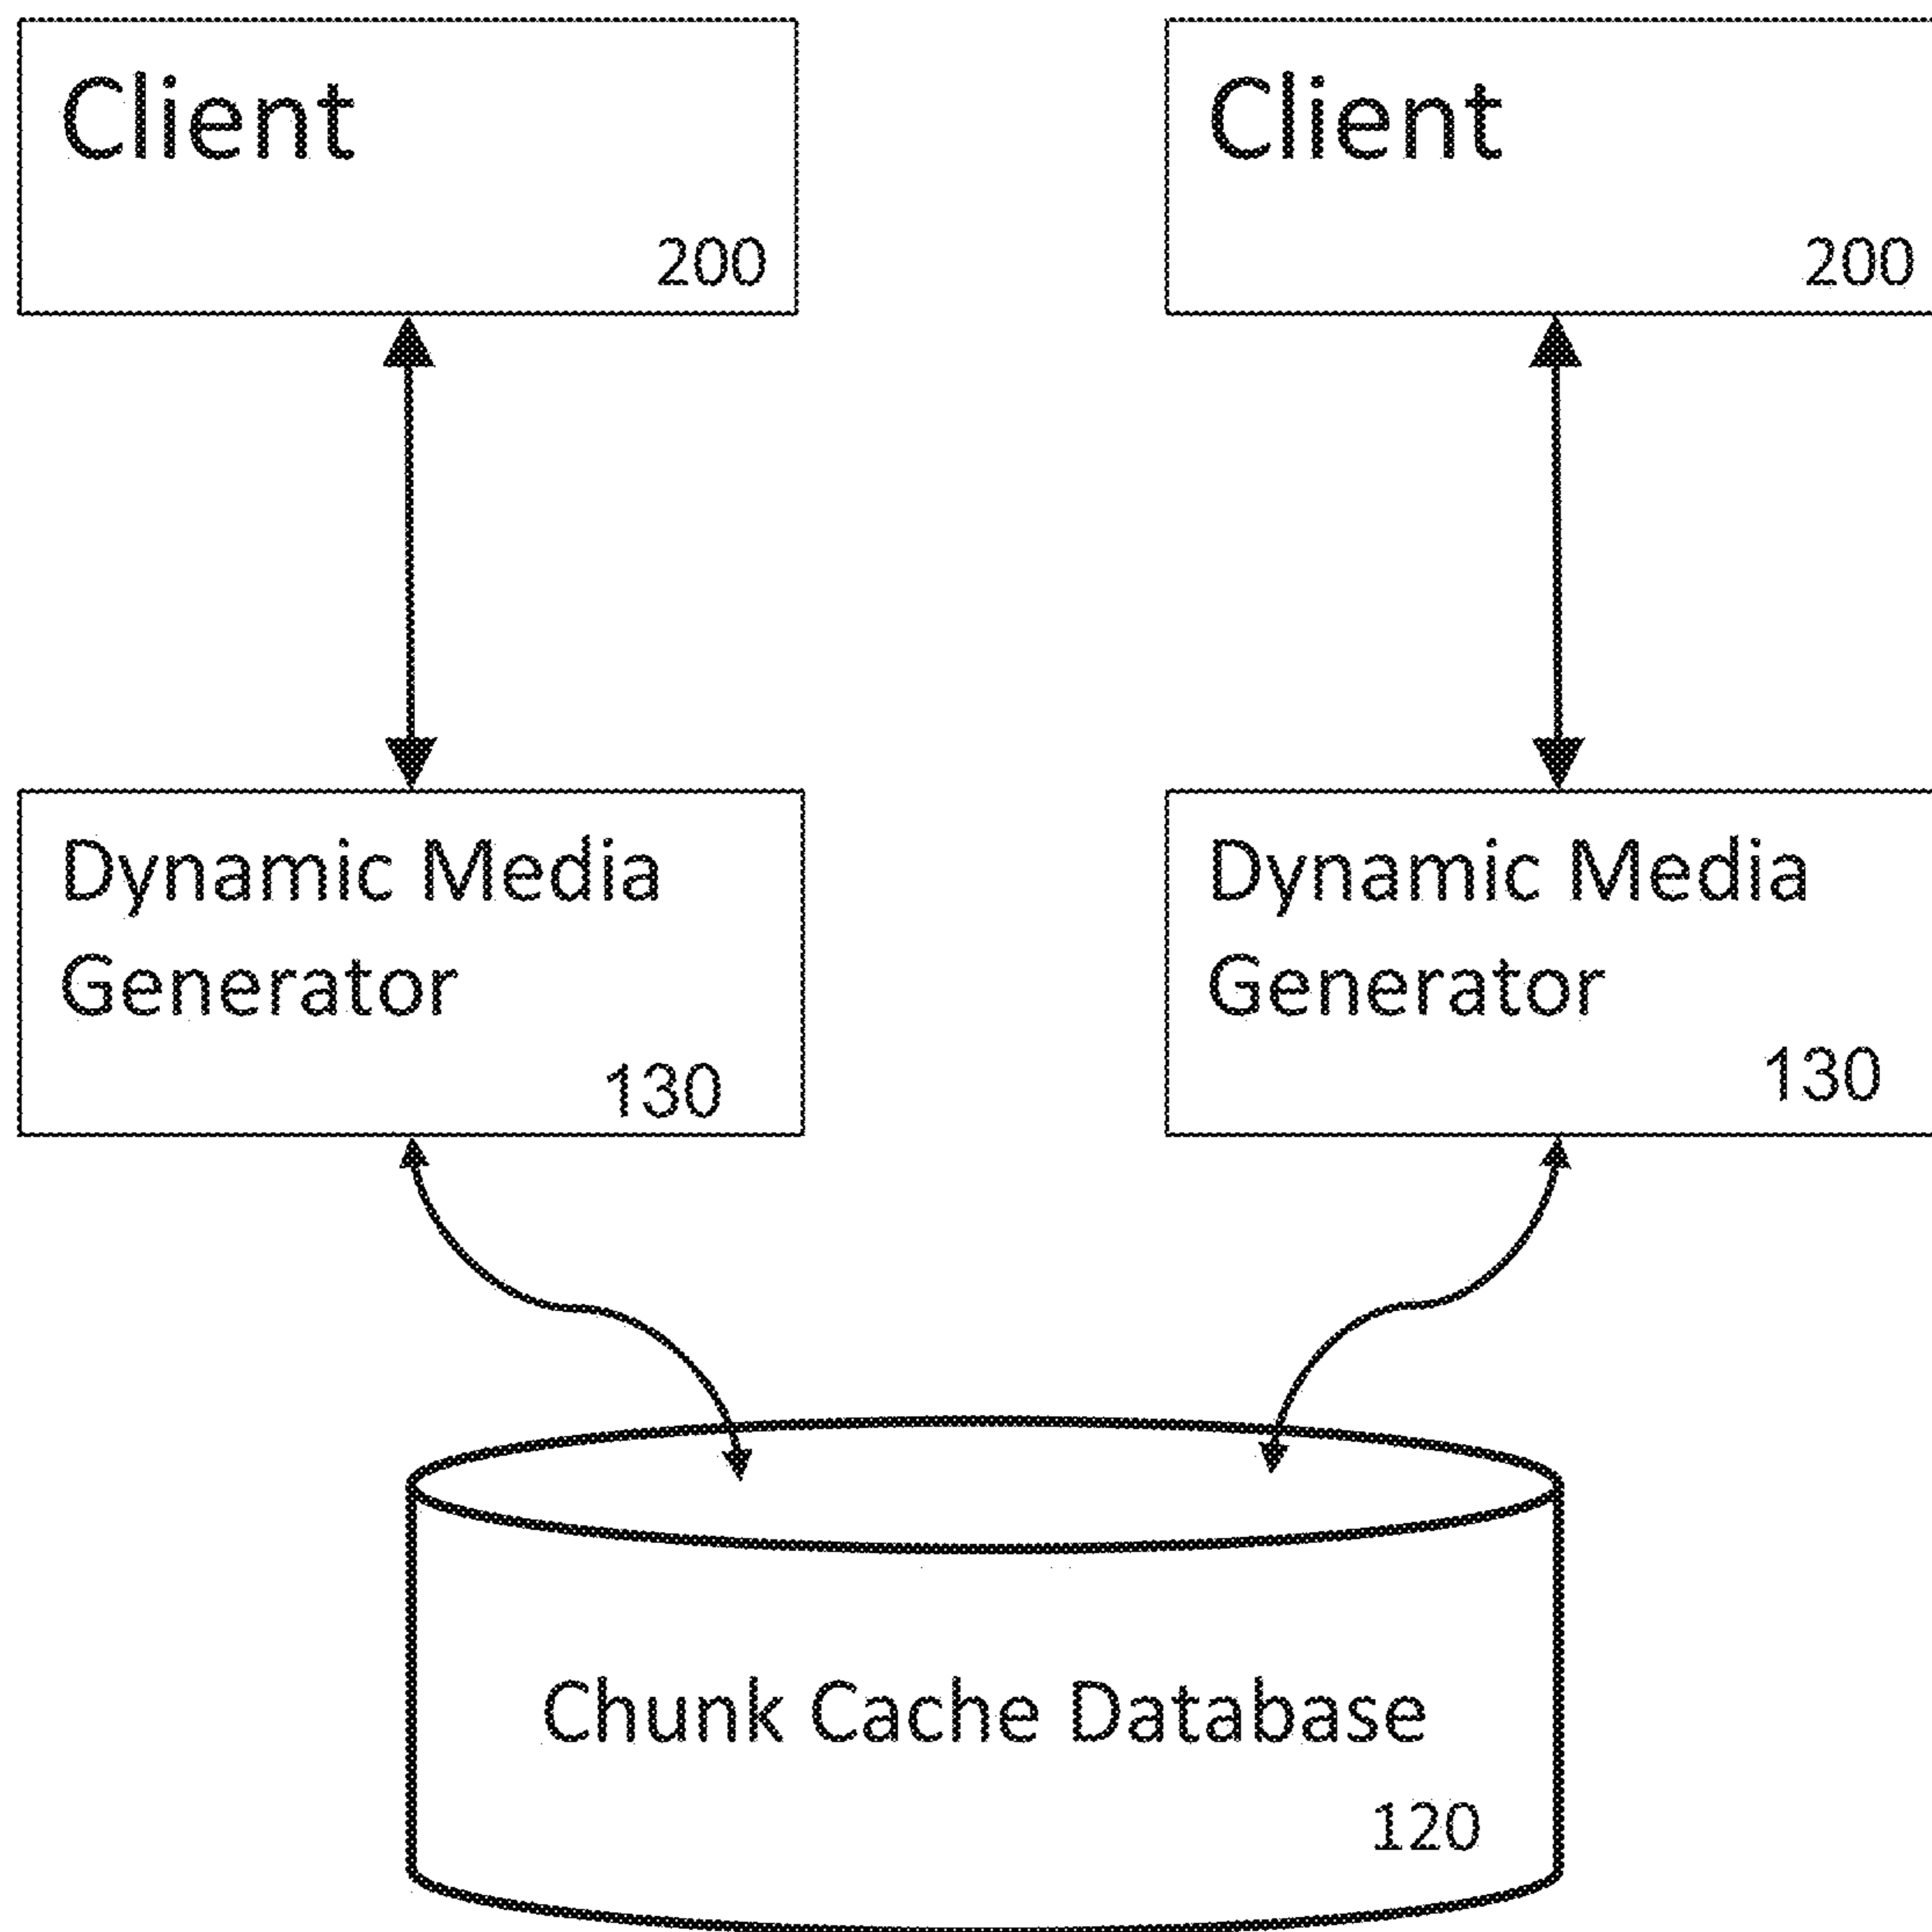 Client
200
Client
200
Dynamic Media
Generator
130
Dynamic Media
Generator
130
Chunk Cache Database
120